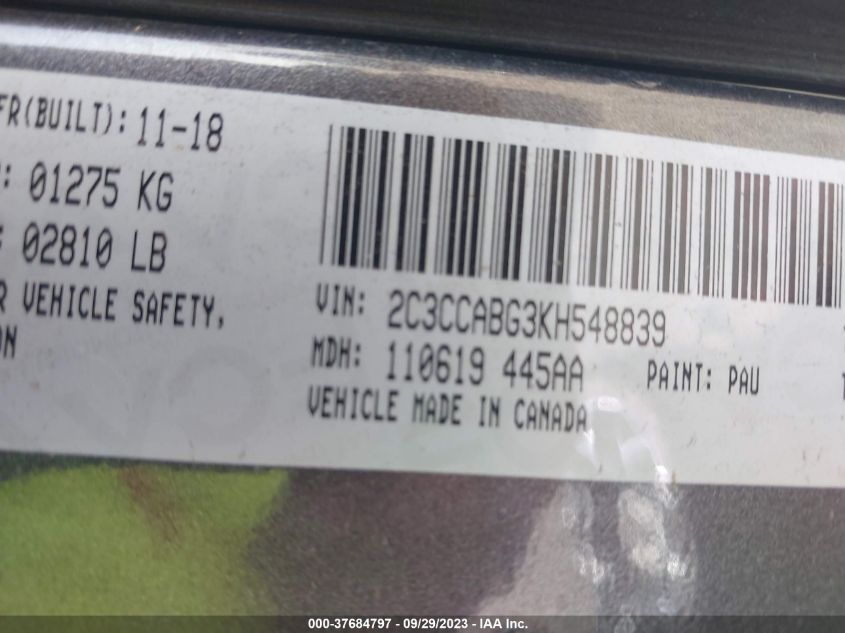 FR(BUILT): 11-18
: 01275 KG
02810 LB
R VEHICLE SAFETY,
ON
VIN: 2C3CCABG3KH548839
MDH: 110619 445AA PAINT: PAU
VEHICLE MADE IN CANADA
000-37684797 - 09/29/2023 - IAA Inc.